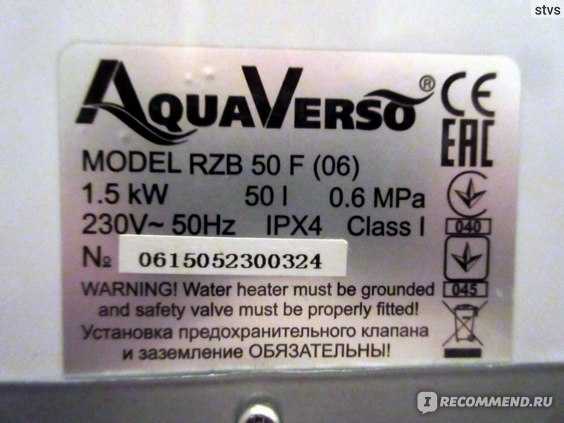 stvs
AQUAVERSO®
CE
EAC
MODEL RZB 50 F (06)
1.5 kW 50 l 0.6 MPa
230V~ 50Hz IPX4 Class I
040
№ 0615052300324
045
WARNING! Water heater must be grounded
and safety valve must be properly fitted!
Установка предохранительного клапана
и заземление ОБЯЗАТЕЛЬНЫ!
I RECOMMEND.RU